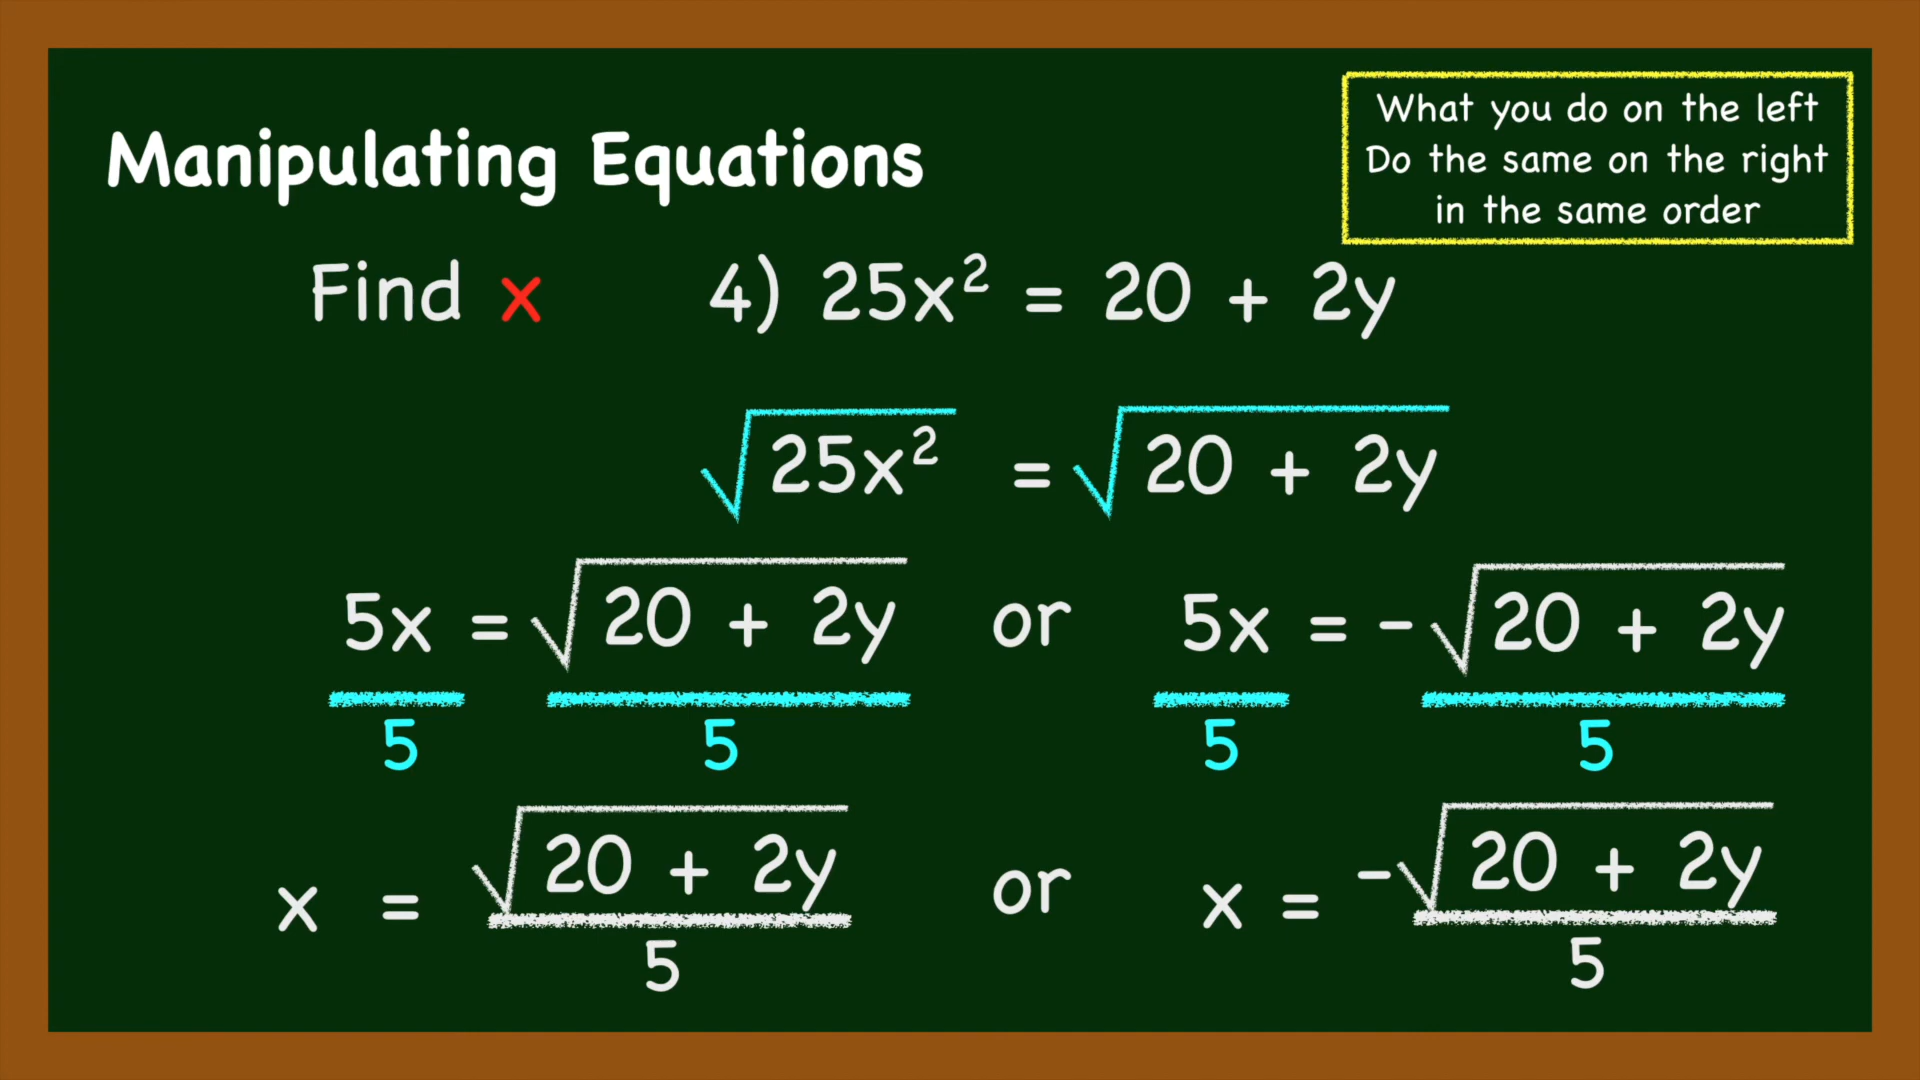 Manipulating Equations
What you do on the left
Do the same on the right
in the same order
Find x 4) 25x² = 20 + 2y
√25x² = √20 + 2y
5x = √20 + 2y or 5x = -√20 + 2y
5 5 5 5
x = √20 + 2y or x = -√20 + 2y
5 5